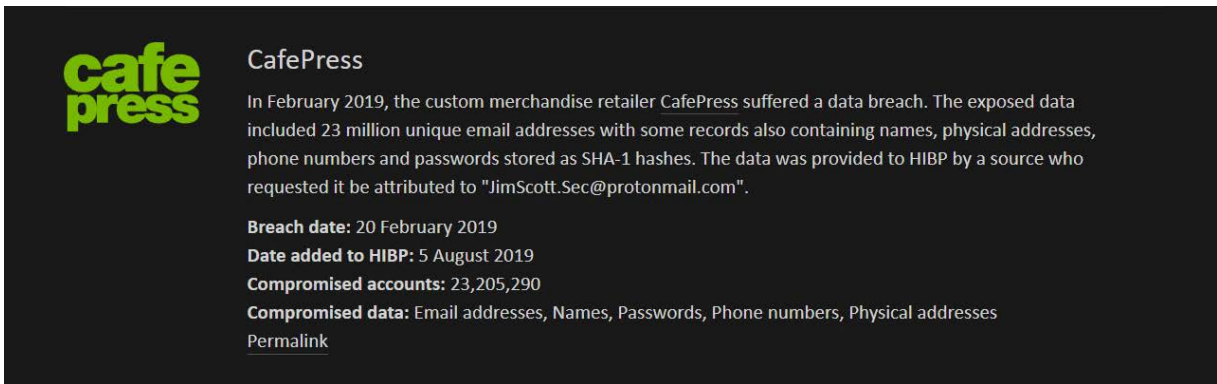 cafe
press
CafePress
In February 2019, the custom merchandise retailer CafePress suffered a data breach. The exposed data
included 23 million unique email addresses with some records also containing names, physical addresses,
phone numbers and passwords stored as SHA-1 hashes. The data was provided to HIBP by a source who
requested it be attributed to "JimScott.Sec@protonmail.com".
Breach date: 20 February 2019
Date added to HIBP: 5 August 2019
Compromised accounts: 23,205,290
Compromised data: Email addresses, Names, Passwords, Phone numbers, Physical addresses
Permalink